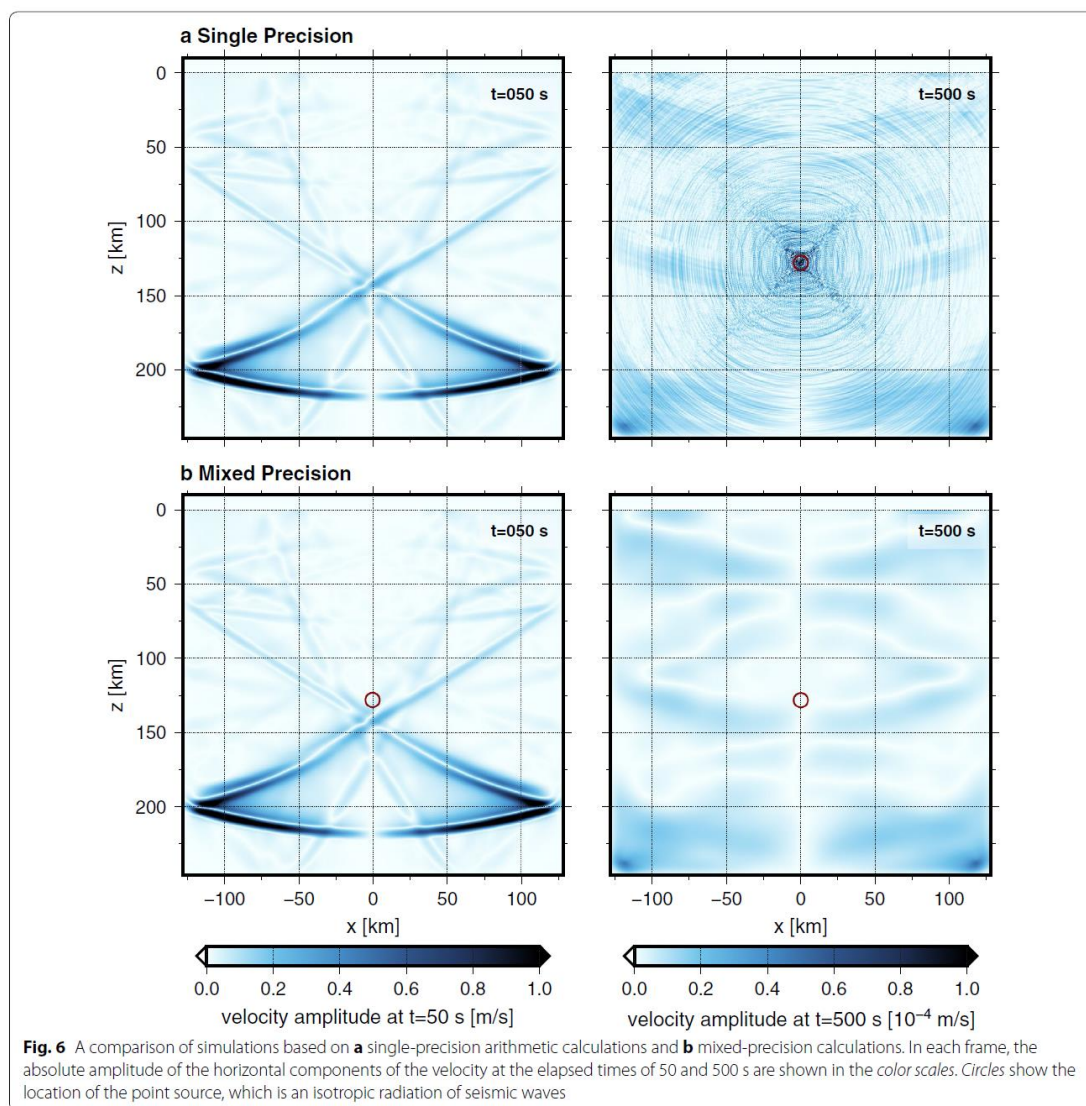 a Single Precision
t=050 s
t=500 s
0
50
100
150
200
z [km]
b Mixed Precision
t=050 s
t=500 s
0
50
100
150
200
z [km]
−100 −50 0 50 100
−100 −50 0 50 100
x [km]
x [km]
0.0 0.2 0.4 0.6 0.8 1.0
0.0 0.2 0.4 0.6 0.8 1.0
velocity amplitude at t=50 s [m/s]
velocity amplitude at t=500 s [10⁻⁴ m/s]
Fig. 6 A comparison of simulations based on a single-precision arithmetic calculations and b mixed-precision calculations. In each frame, the
absolute amplitude of the horizontal components of the velocity at the elapsed times of 50 and 500 s are shown in the color scales. Circles show the
location of the point source, which is an isotropic radiation of seismic waves